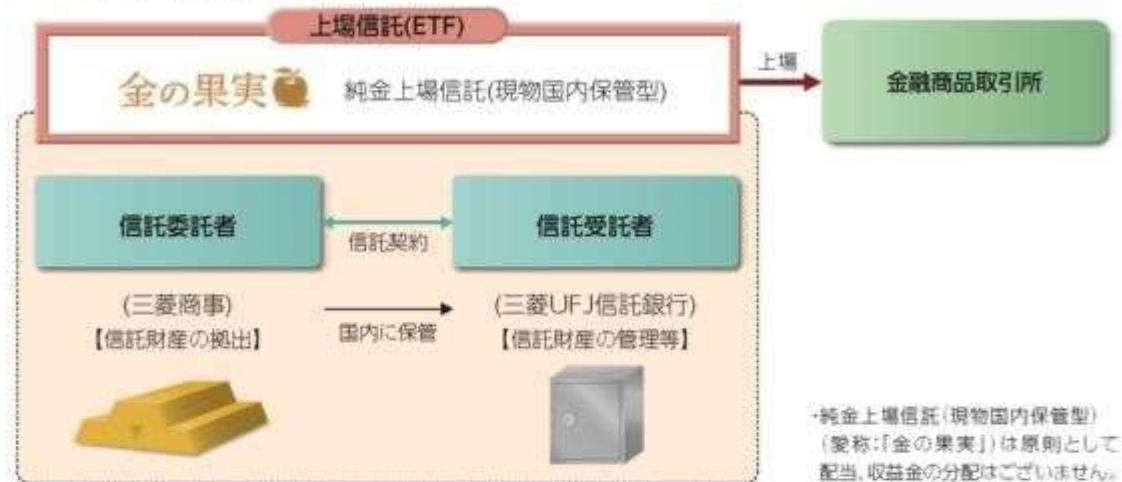 上場信託(ETF)
金の果実 純金上場信託(現物国内保管型)
上場
金融商品取引所
信託委託者
信託契約
信託受託者
(三菱商事)
【信託財産の拠出】
国内に保管
(三菱UFJ信託銀行)
【信託財産の管理等】
・純金上場信託(現物国内保管型)
(愛称:「金の果実」)は原則として
配当、収益金の分配はございません。